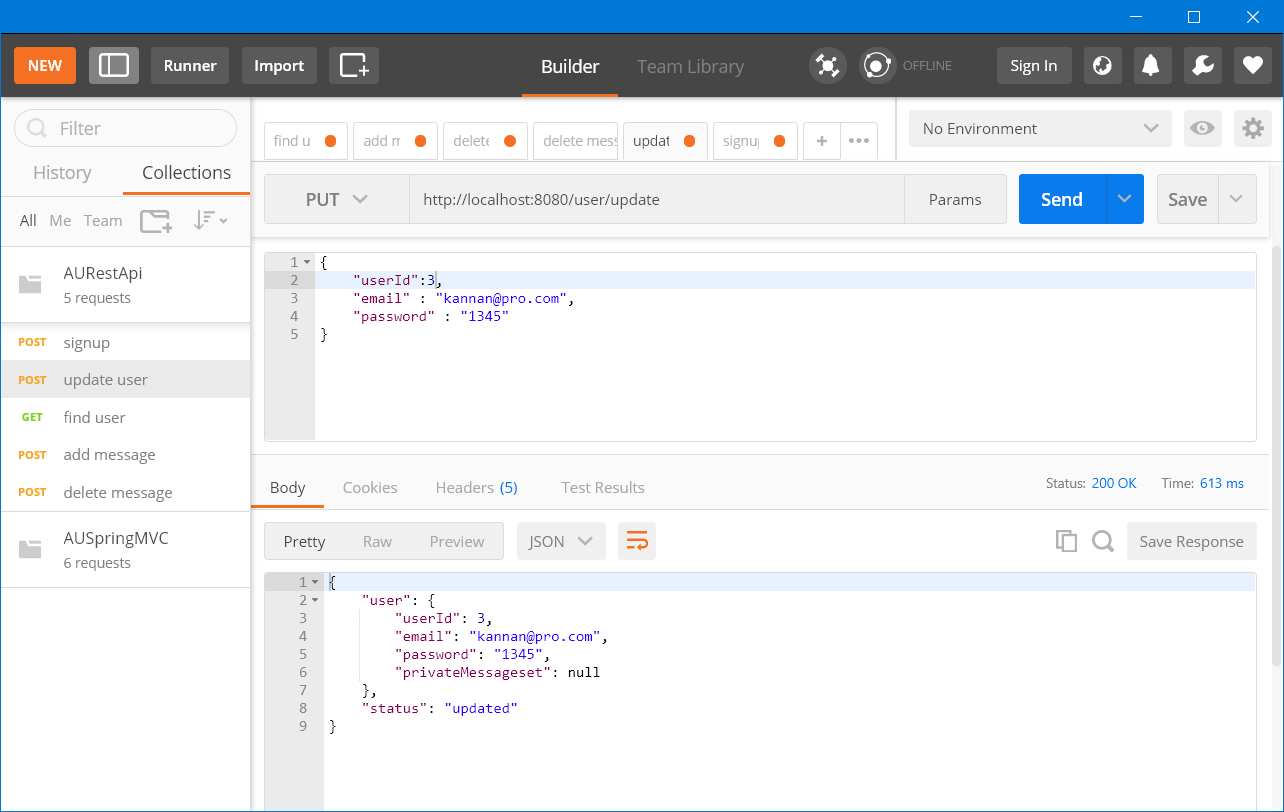 NEW Runner Import Builder Team Library OFFLINE Sign In
Filter
History Collections
All Me Team
AURestApi
5 requests
POST signup
POST update user
GET find user
POST add message
POST delete message
AUSpringMVC
6 requests
find u add m delete delete mess updat signup + •••
No Environment
PUT http://localhost:8080/user/update Params Send Save
1 {
2 "userId":3,
3 "email" : "kannan@pro.com",
4 "password" : "1345"
5 }
Body Cookies Headers (5) Test Results Status: 200 OK Time: 613 ms
Pretty Raw Preview JSON Save Response
1 {
2 "user": {
3 "userId": 3,
4 "email": "kannan@pro.com",
5 "password": "1345",
6 "privateMessageset": null
7 },
8 "status": "updated"
9 }